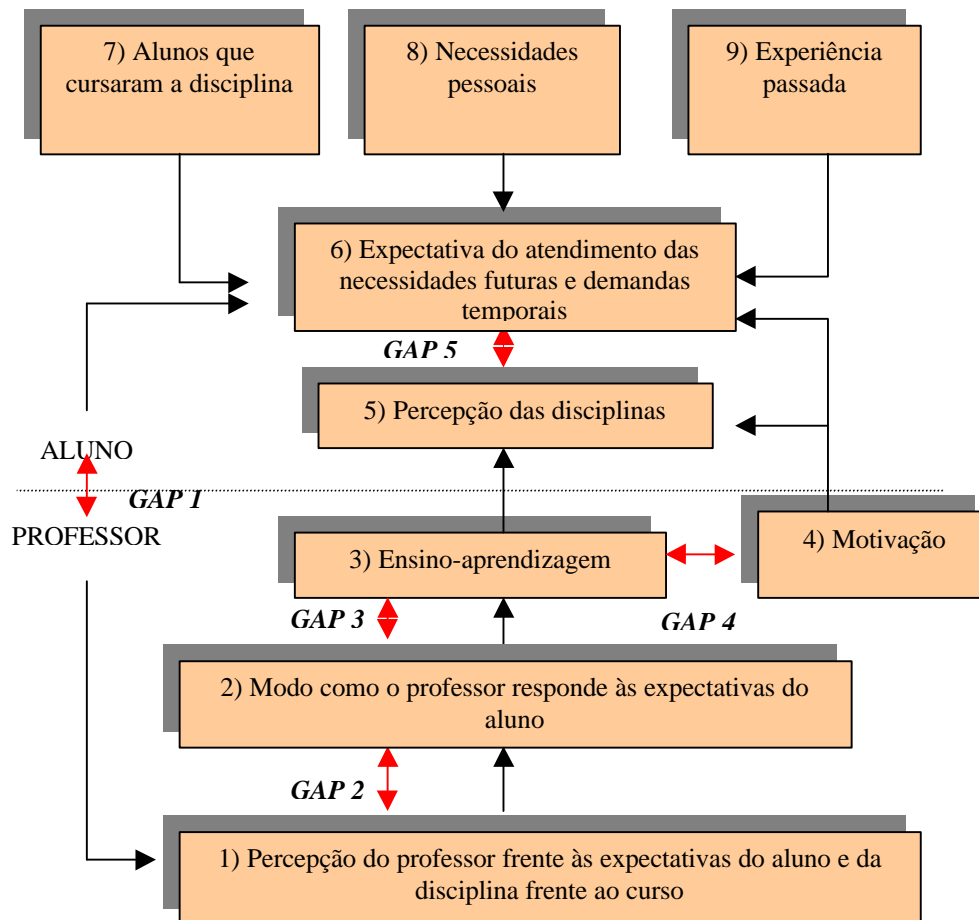 7) Alunos que
cursaram a disciplina
8) Necessidades
pessoais
9) Experiência
passada
6) Expectativa do atendimento das
necessidades futuras e demandas
temporais
GAP 5
5) Percepção das disciplinas
ALUNO
GAP 1
PROFESSOR
3) Ensino-aprendizagem
4) Motivação
GAP 3
GAP 4
2) Modo como o professor responde às expectativas do
aluno
GAP 2
1) Percepção do professor frente às expectativas do aluno e da
disciplina frente ao curso